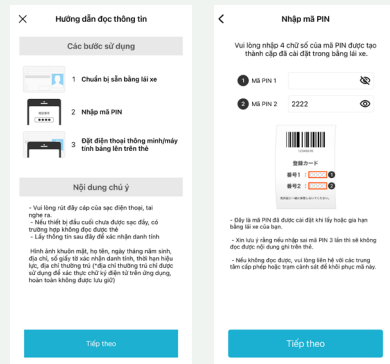 Hướng dẫn đọc thông tin
Các bước sử dụng
1 Chuẩn bị sẵn bằng lái xe
2 Nhập mã PIN
3 Đặt điện thoại thông minh/máy
tính bảng lên trên thẻ
Nội dung chú ý
- Vui lòng rút đầy cáp của sạc điện thoại, tai
nghe ra.
- Nếu thiết bị đầu cuối chưa được sạc đầy, có
trường hợp không đọc được thẻ
- Lấy thông tin sau đây để xác nhận danh tính
Hình ảnh khuôn mặt, họ tên, ngày tháng năm sinh,
địa chỉ, số giấy tờ xác nhận danh tính, thời hạn hiệu
lực, địa chỉ thường trú (*địa chỉ thường trú chỉ được
sử dụng để xác thực chữ ký điện tử trên ứng dụng,
hoàn toàn không được lưu giữ)
Tiếp theo
Nhập mã PIN
Vui lòng nhập 4 chữ số của mã PIN được tạo
thành cặp đã cài đặt trong bằng lái xe.
1 Mã PIN 1
2 Mã PIN 2 2222
登録カード
番号1 : 1
番号2 : 2
- Đây là mã PIN đã được cài đặt khi lấy hoặc gia hạn
bằng lái xe của bạn.
- Xin lưu ý rằng nếu nhập sai mã PIN 3 lần thì sẽ không
đọc được nội dung ghi trên thẻ.
- Nếu không đọc được, vui lòng liên hệ với các trung
tâm cấp phép hoặc trạm cảnh sát để khôi phục mã này.
Tiếp theo